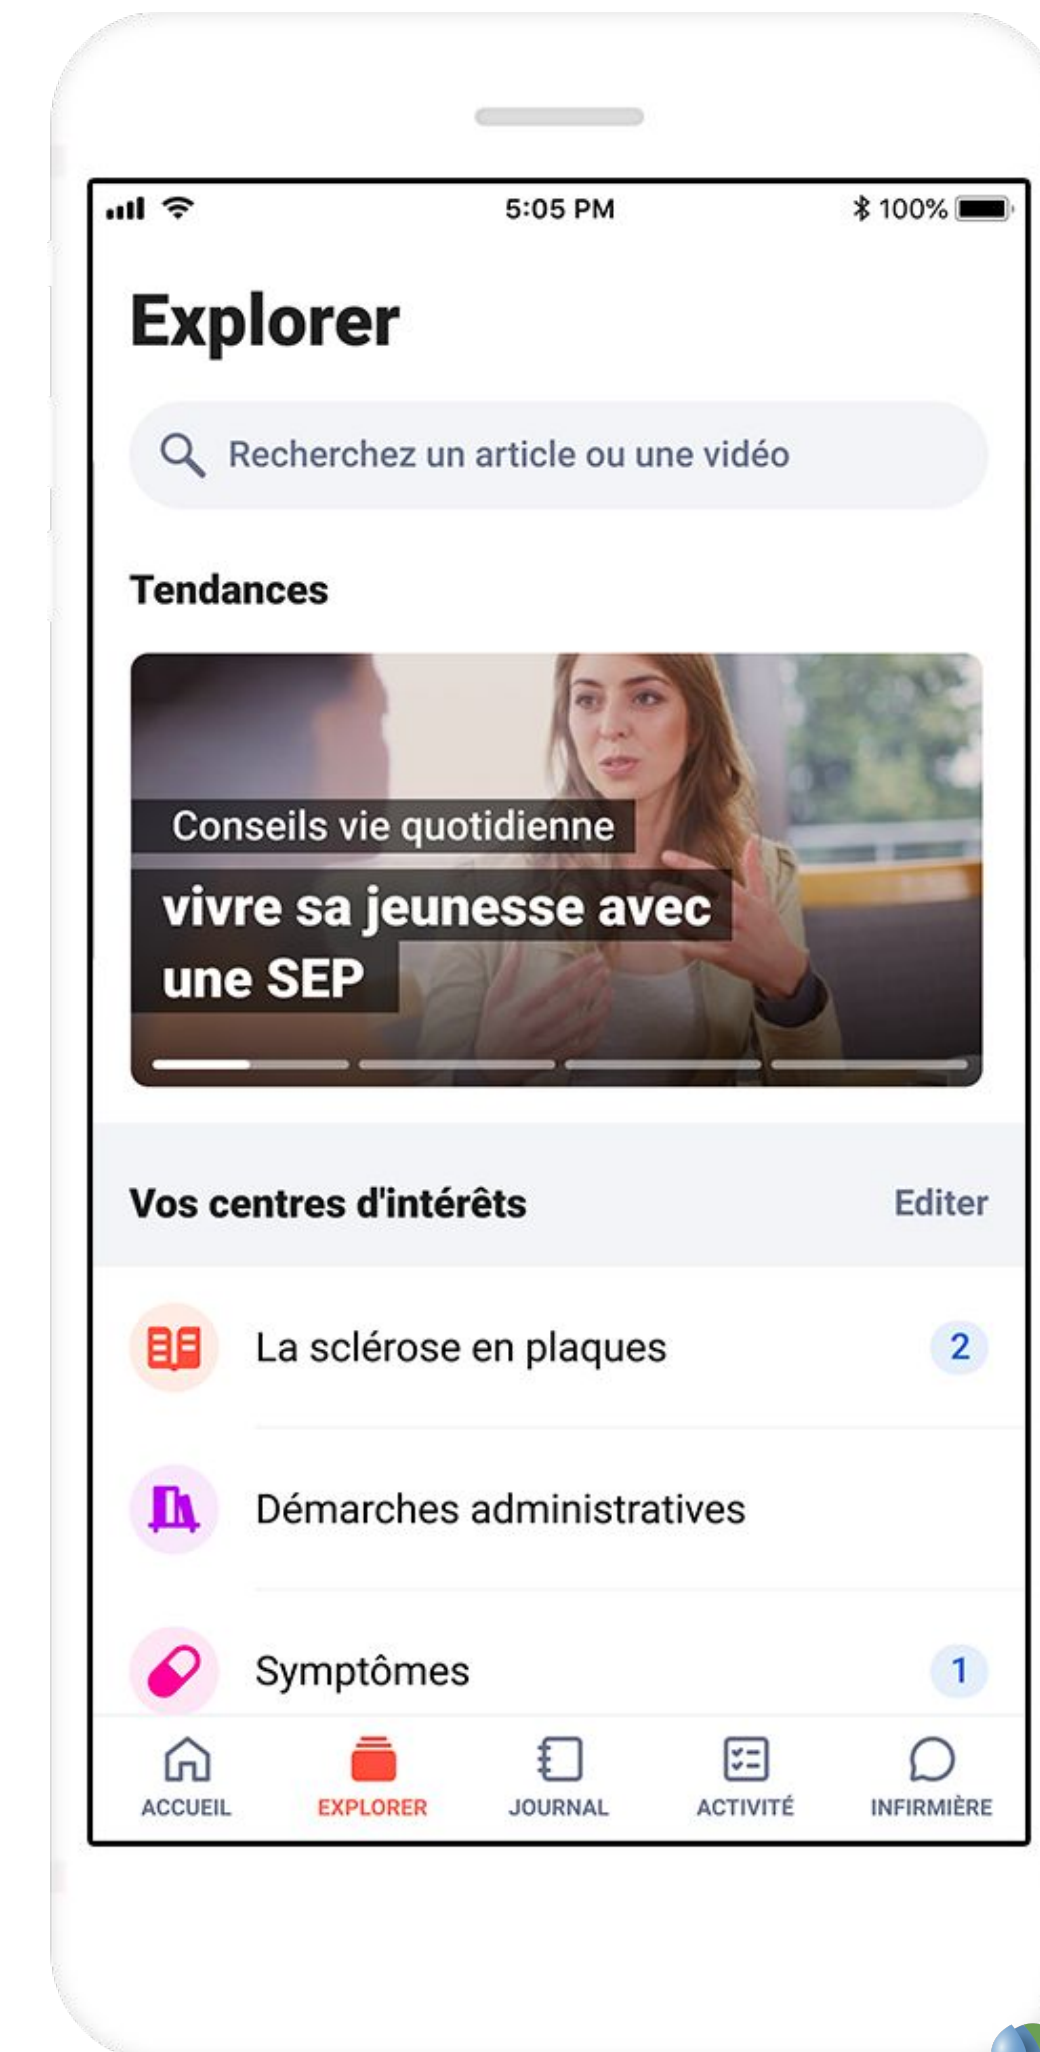 5:05 PM
100%
Explorer
Recherchez un article ou une vidéo
Tendances
Conseils vie quotidienne
vivre sa jeunesse avec
une SEP
Vos centres d'intérêts
Editer
La sclérose en plaques
2
Démarches administratives
Symptômes
1
ACCUEIL
EXPLORER
JOURNAL
ACTIVITÉ
INFIRMIÈRE